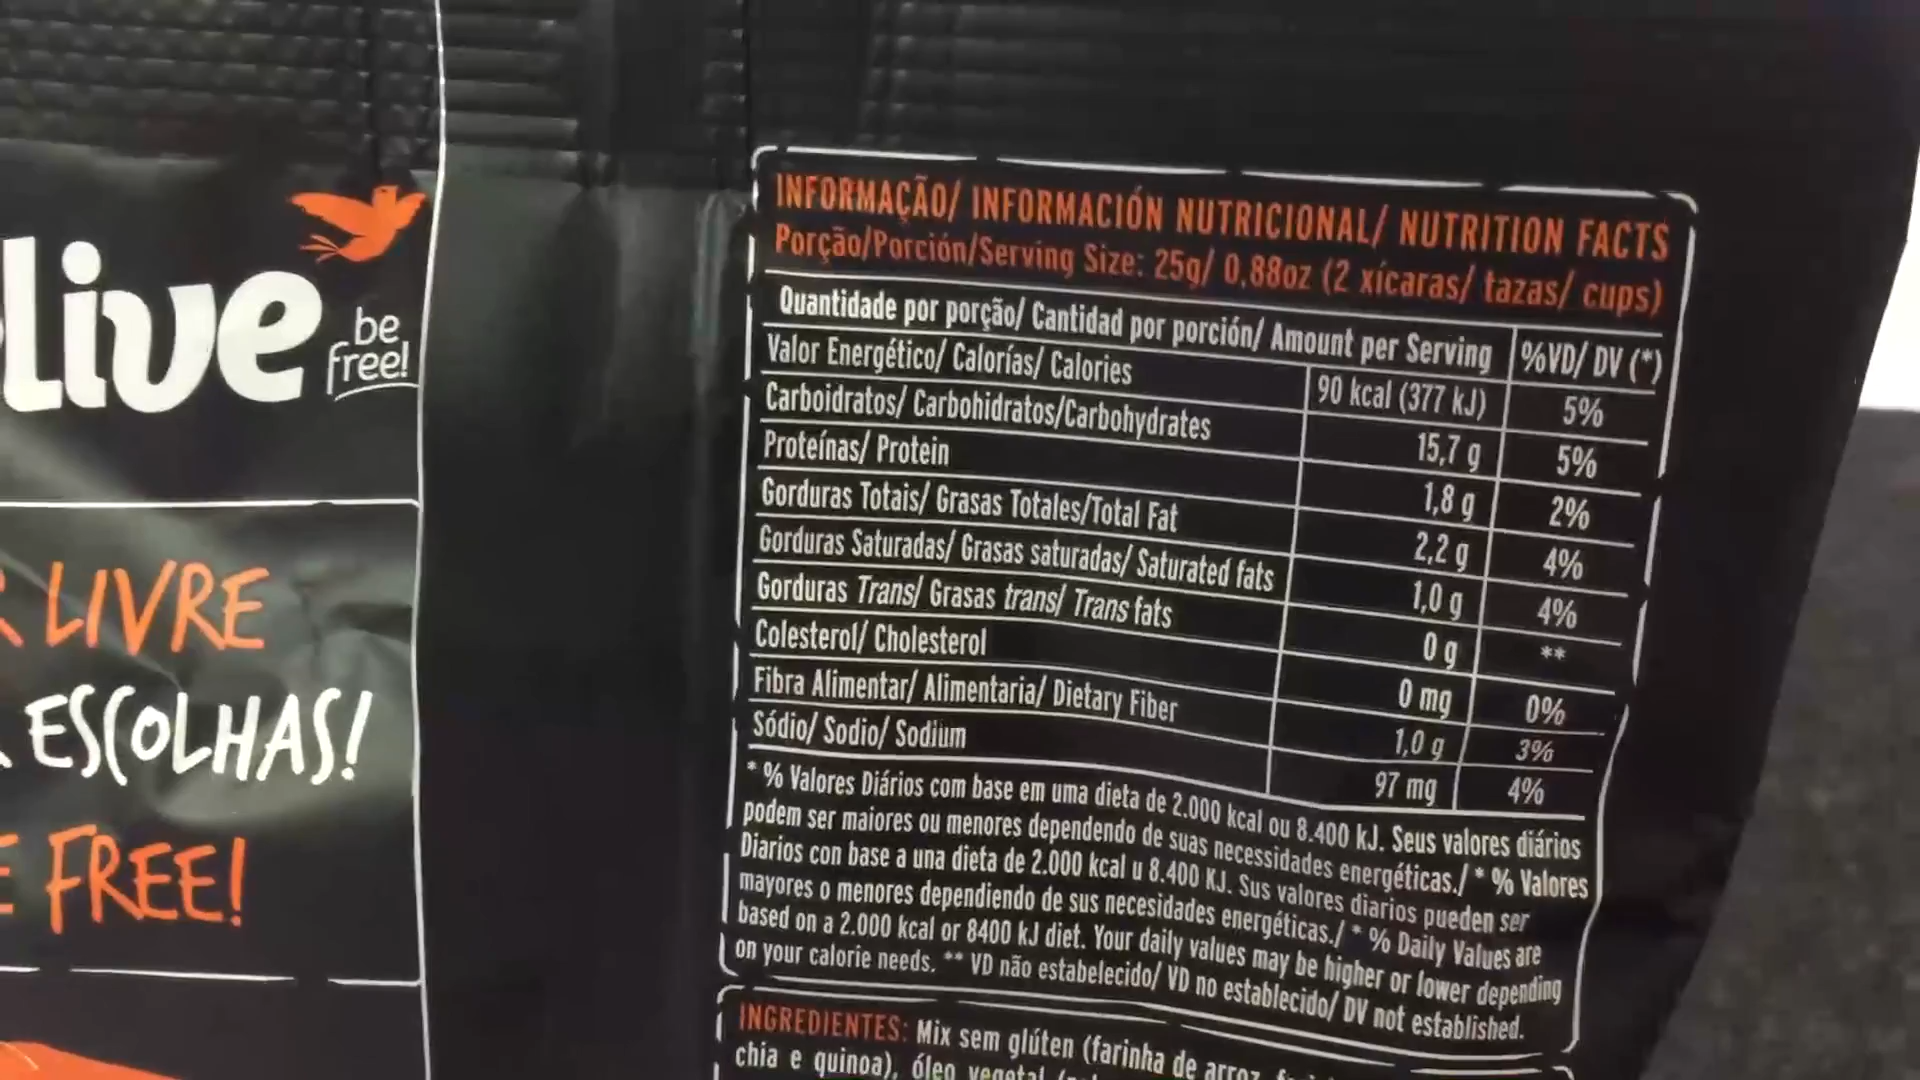 Live
be
free!
LIVRE
ESCOLHAS!
FREE!
INFORMAÇÃO/ INFORMACIÓN NUTRICIONAL/ NUTRITION FACTS
Porção/Porción/Serving Size: 25g/ 0,88oz (2 xícaras/ tazas/ cups)
Quantidade por porção/ Cantidad por porción/ Amount per Serving %VD/ DV (*)
Valor Energético/ Calorías/ Calories 90 kcal (377 kJ) 5%
Carboidratos/ Carbohidratos/Carbohydrates 15,7 g 5%
Proteínas/ Protein 1,8 g 2%
Gorduras Totais/ Grasas Totales/Total Fat 2,2 g 4%
Gorduras Saturadas/ Grasas saturadas/ Saturated fats 1,0 g 4%
Gorduras Trans/ Grasas trans/ Trans fats 0 g **
Colesterol/ Cholesterol 0 mg 0%
Fibra Alimentar/ Alimentaria/ Dietary Fiber 1,0 g 3%
Sódio/ Sodio/ Sodium 97 mg 4%
* % Valores Diários com base em uma dieta de 2.000 kcal ou 8.400 kJ. Seus valores diários
podem ser maiores ou menores dependendo de suas necessidades energéticas./ * % Valores
Diarios con base a una dieta de 2.000 kcal u 8.400 KJ. Sus valores diarios pueden ser
mayores o menores dependiendo de sus necesidades energéticas./ * % Daily Values are
based on a 2.000 kcal or 8400 kJ diet. Your daily values may be higher or lower depending
on your calorie needs. ** VD não estabelecido/ VD no establecido/ DV not established.
INGREDIENTES: Mix sem glúten (farinha de arroz,
chia e quinoa), óleo vegetal